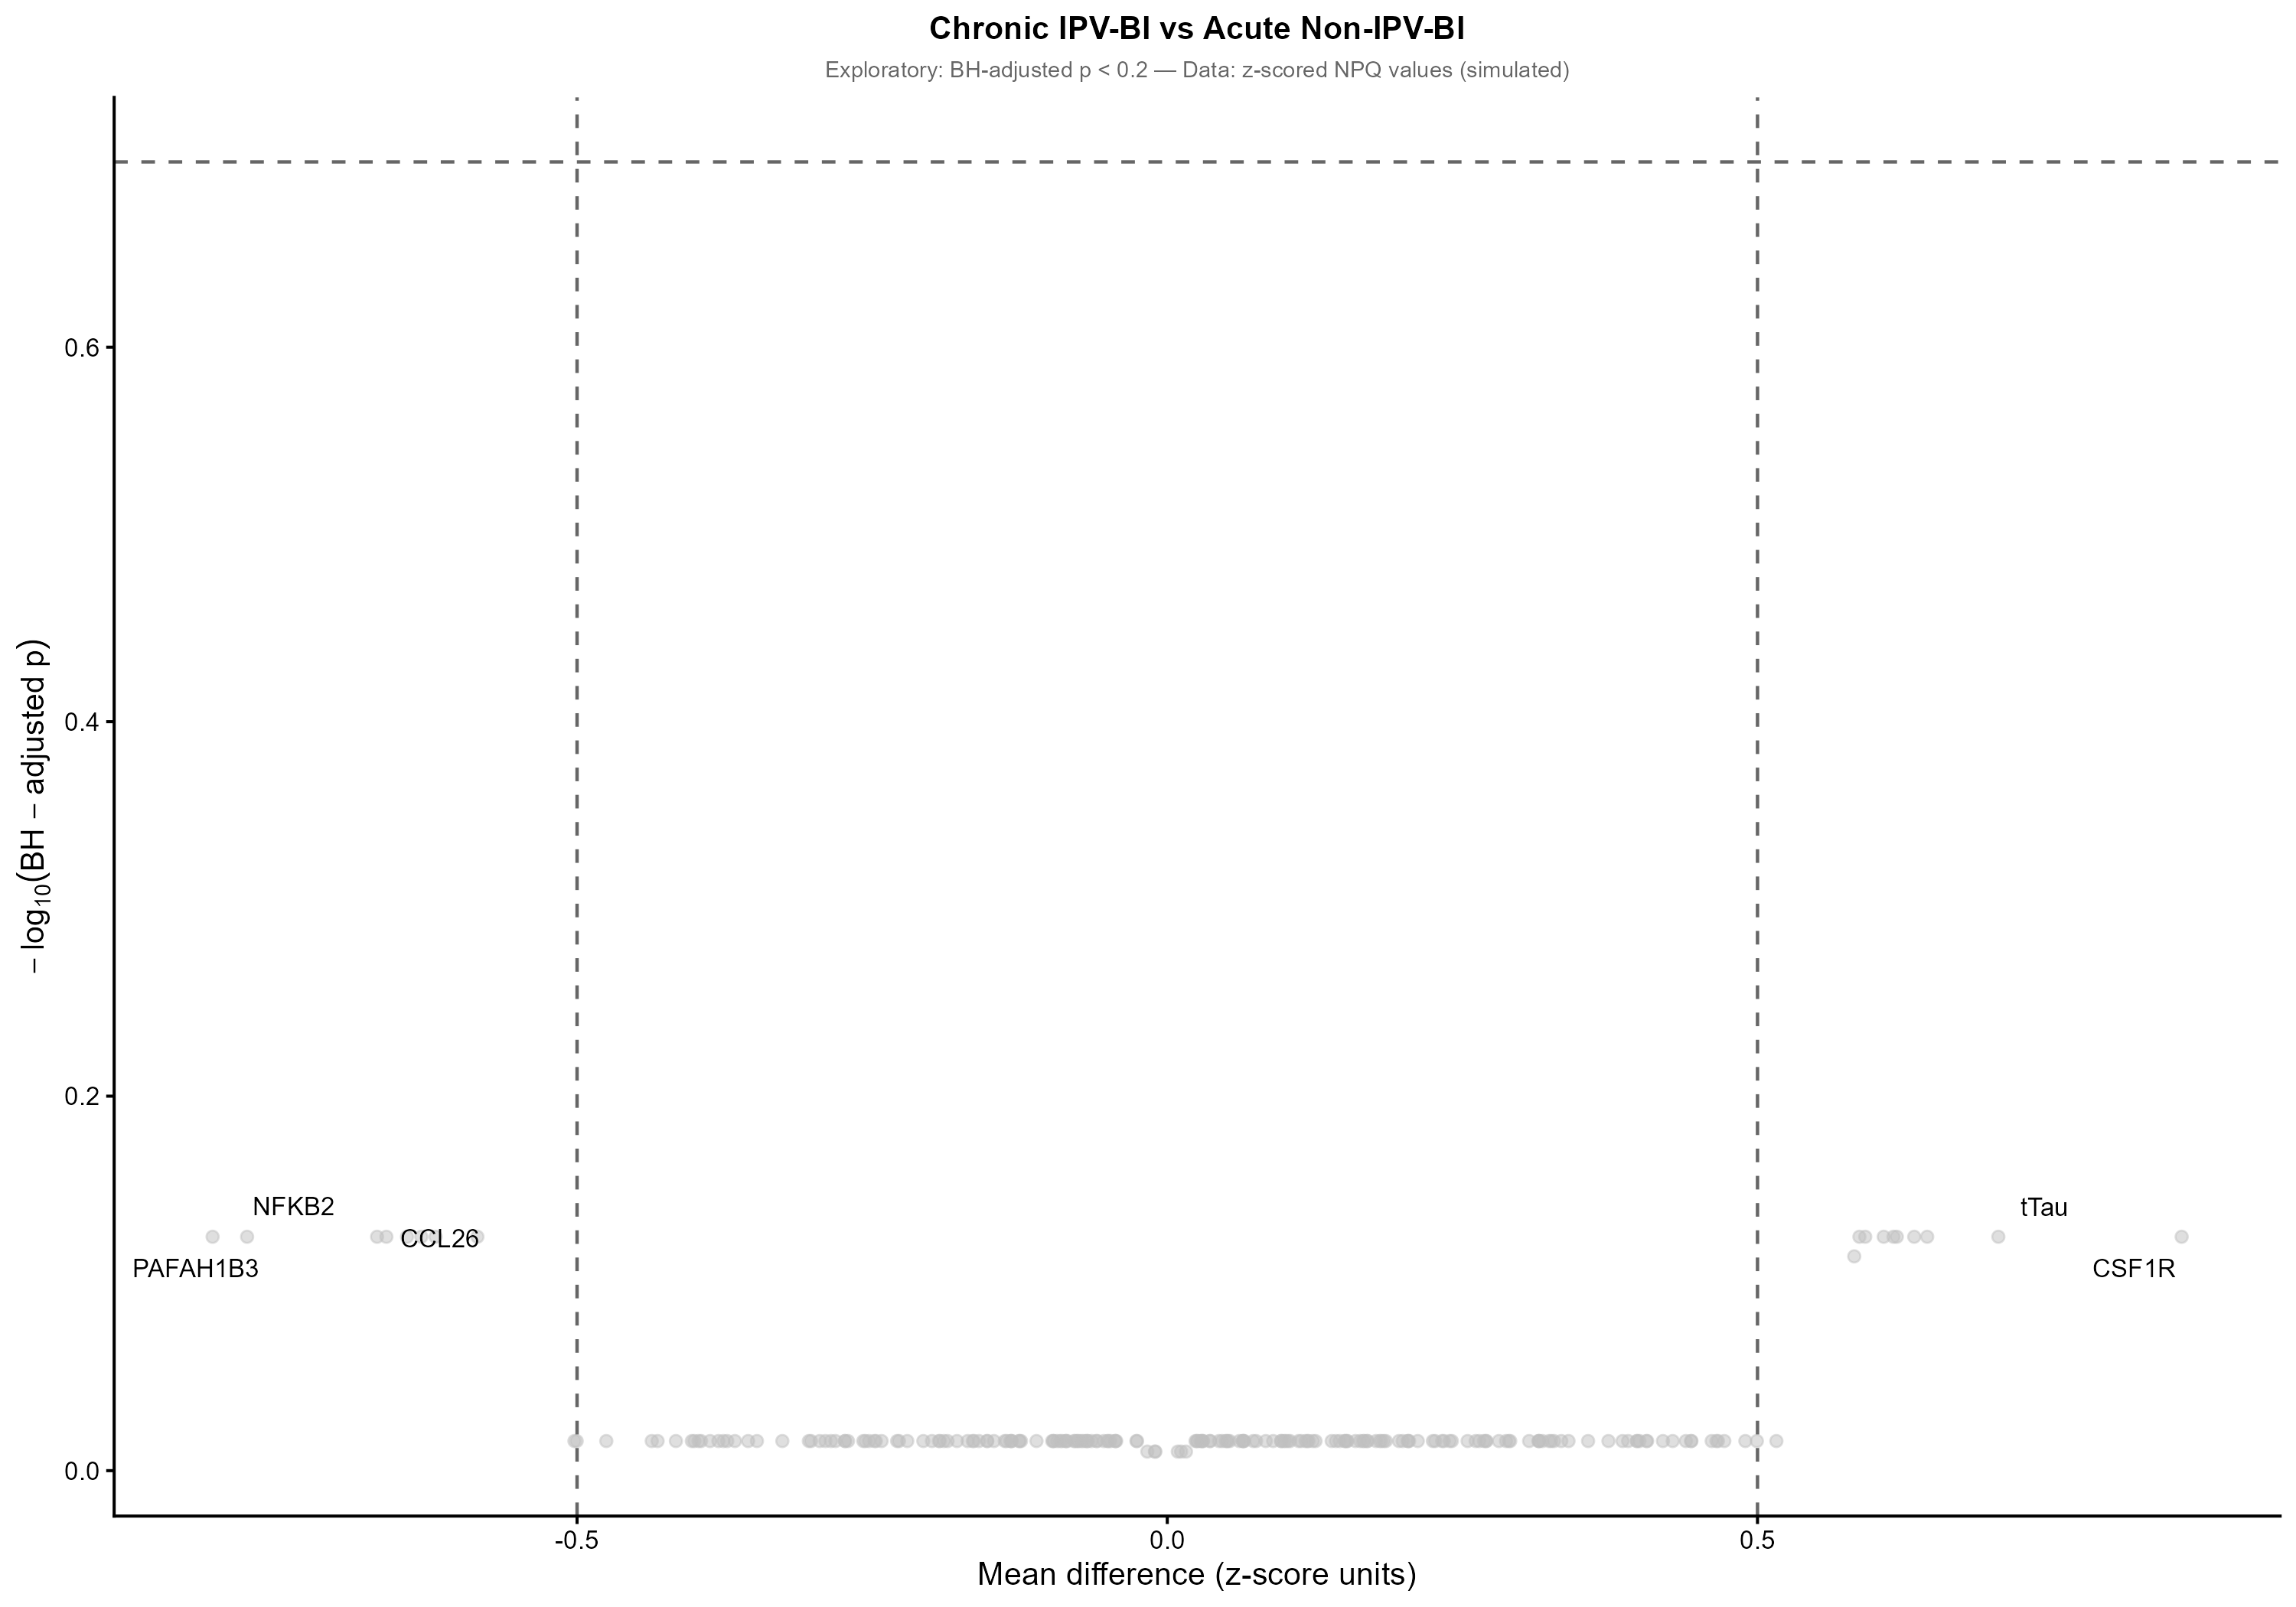 Chronic IPV-BI vs Acute Non-IPV-BI
Exploratory: BH-adjusted p < 0.2 — Data: z-scored NPQ values (simulated)
− log₁₀(BH − adjusted p)
0.6
0.4
0.2
0.0
NFKB2
CCL26
PAFAH1B3
tTau
CSF1R
-0.5
0.0
0.5
Mean difference (z-score units)